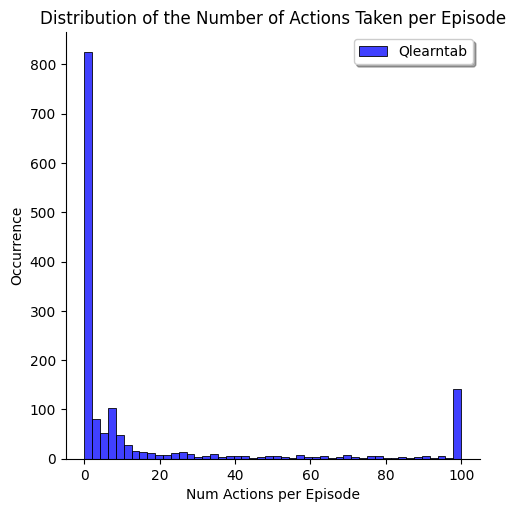 Distribution of the Number of Actions Taken per Episode
Qlearntab
800
700
600
500
400
300
200
100
0
Occurrence
0 20 40 60 80 100
Num Actions per Episode